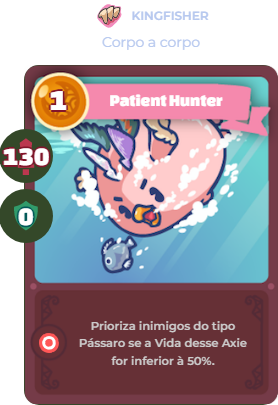 KINGFISHER
Corpo a corpo
1
Patient Hunter
130
0
Prioriza inimigos do tipo
Pássaro se a Vida desse Axie
for inferior à 50%.